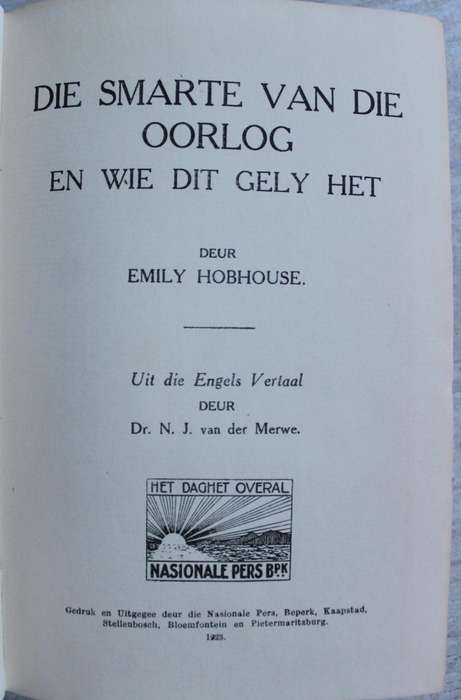 DIE SMARTE VAN DIE
OORLOG
EN WIE DIT GELY HET
DEUR
EMILY HOBHOUSE.
Uit die Engels Vertaal
DEUR
Dr. N. J. van der Merwe.
HET DAGHET OVERAL
NASIONALE PERS BPK
Gedruk en Uitgegee deur die Nasionale Pers, Beperk, Kaapstad,
Stellenbosch, Bloemfontein en Pietermaritzburg.
1923.